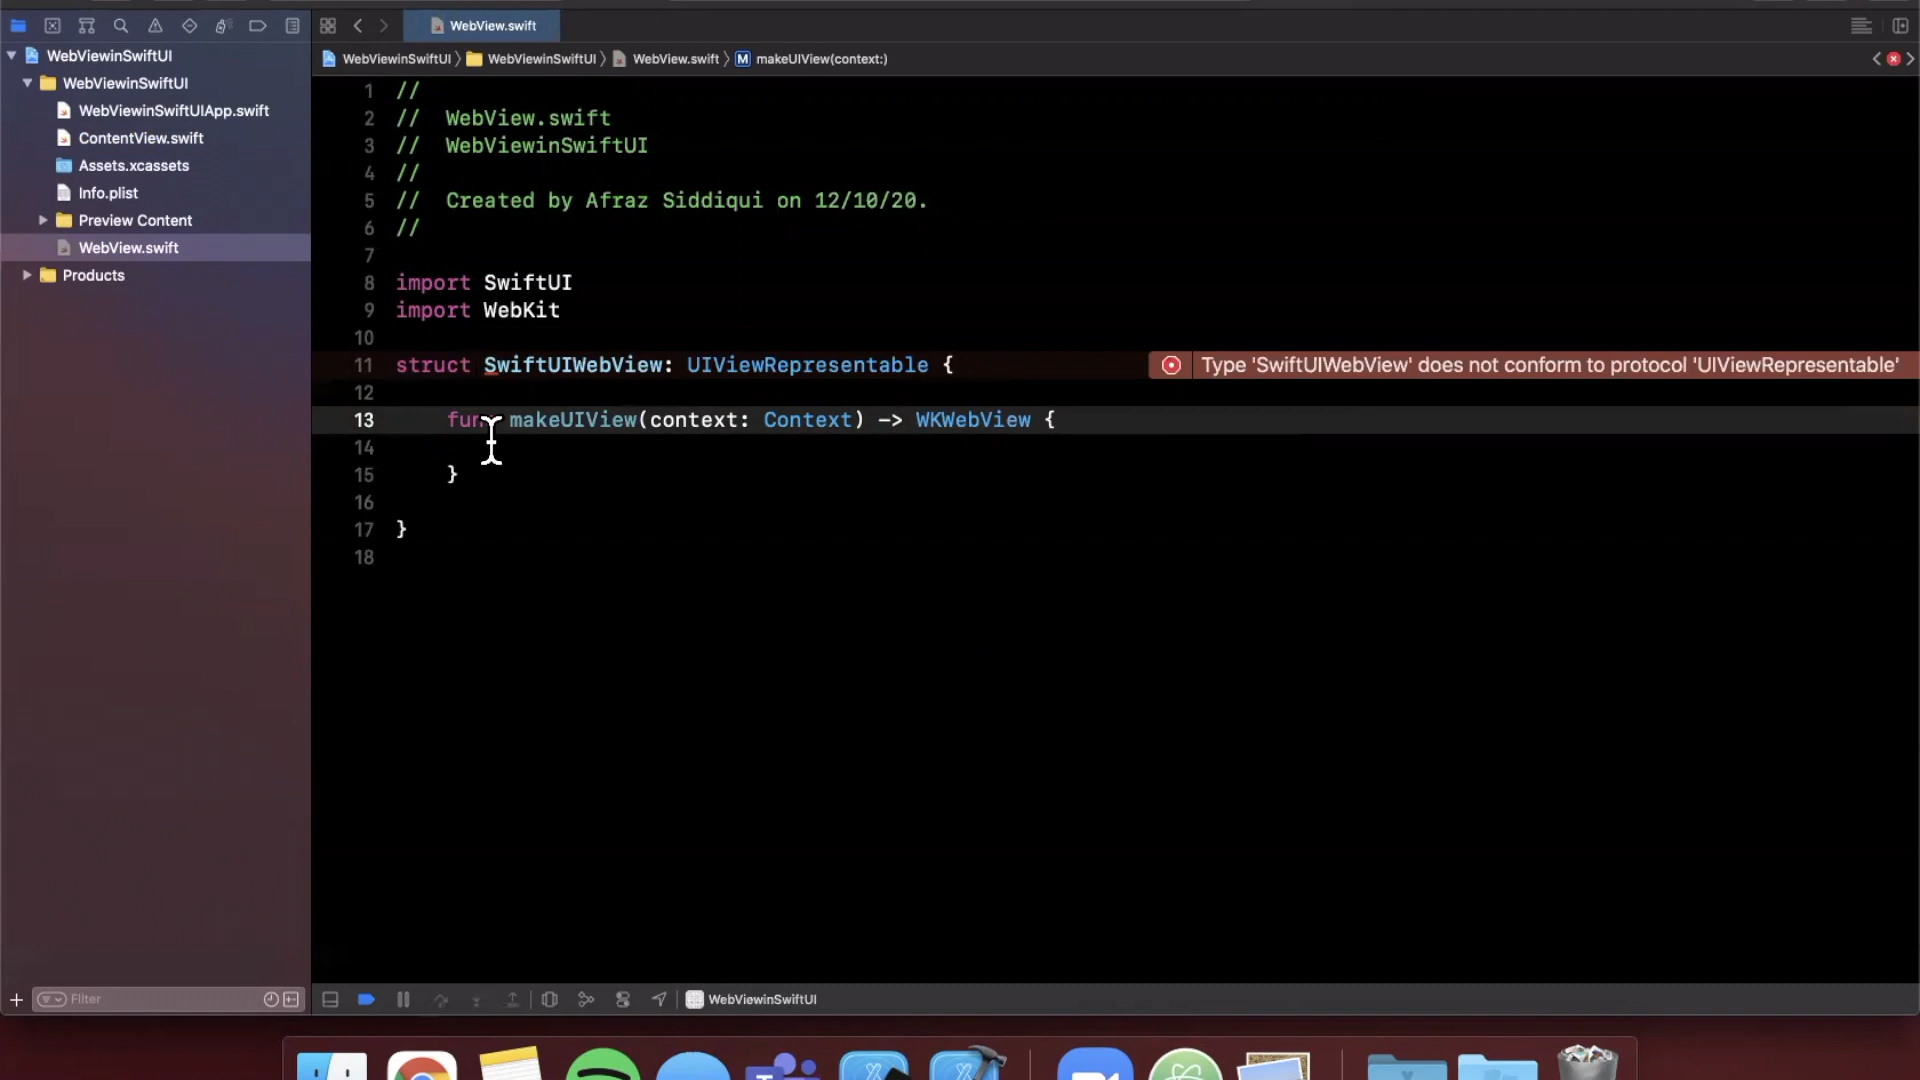 WebView.swift
WebViewinSwiftUI
WebViewinSwiftUI
WebViewinSwiftUIApp.swift
ContentView.swift
Assets.xcassets
Info.plist
Preview Content
WebView.swift
Products
Filter
WebViewinSwiftUI 〉 WebViewinSwiftUI 〉 WebView.swift 〉 M makeUIView(context:)
1 //
2 //  WebView.swift
3 //  WebViewinSwiftUI
4 //
5 //  Created by Afraz Siddiqui on 12/10/20.
6 //
7
8 import SwiftUI
9 import WebKit
10
11 struct SwiftUIWebView: UIViewRepresentable {
Type 'SwiftUIWebView' does not conform to protocol 'UIViewRepresentable'
12
13     func makeUIView(context: Context) -> WKWebView {
14
15     }
16
17 }
18
WebViewinSwiftUI